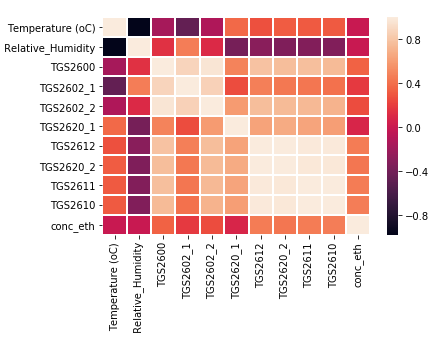 Temperature (oC)
Relative_Humidity
TGS2600
TGS2602_1
TGS2602_2
TGS2620_1
TGS2612
TGS2620_2
TGS2611
TGS2610
conc_eth
Temperature (oC)
Relative_Humidity
TGS2600
TGS2602_1
TGS2602_2
TGS2620_1
TGS2612
TGS2620_2
TGS2611
TGS2610
conc_eth
0.8
0.4
0.0
−0.4
−0.8